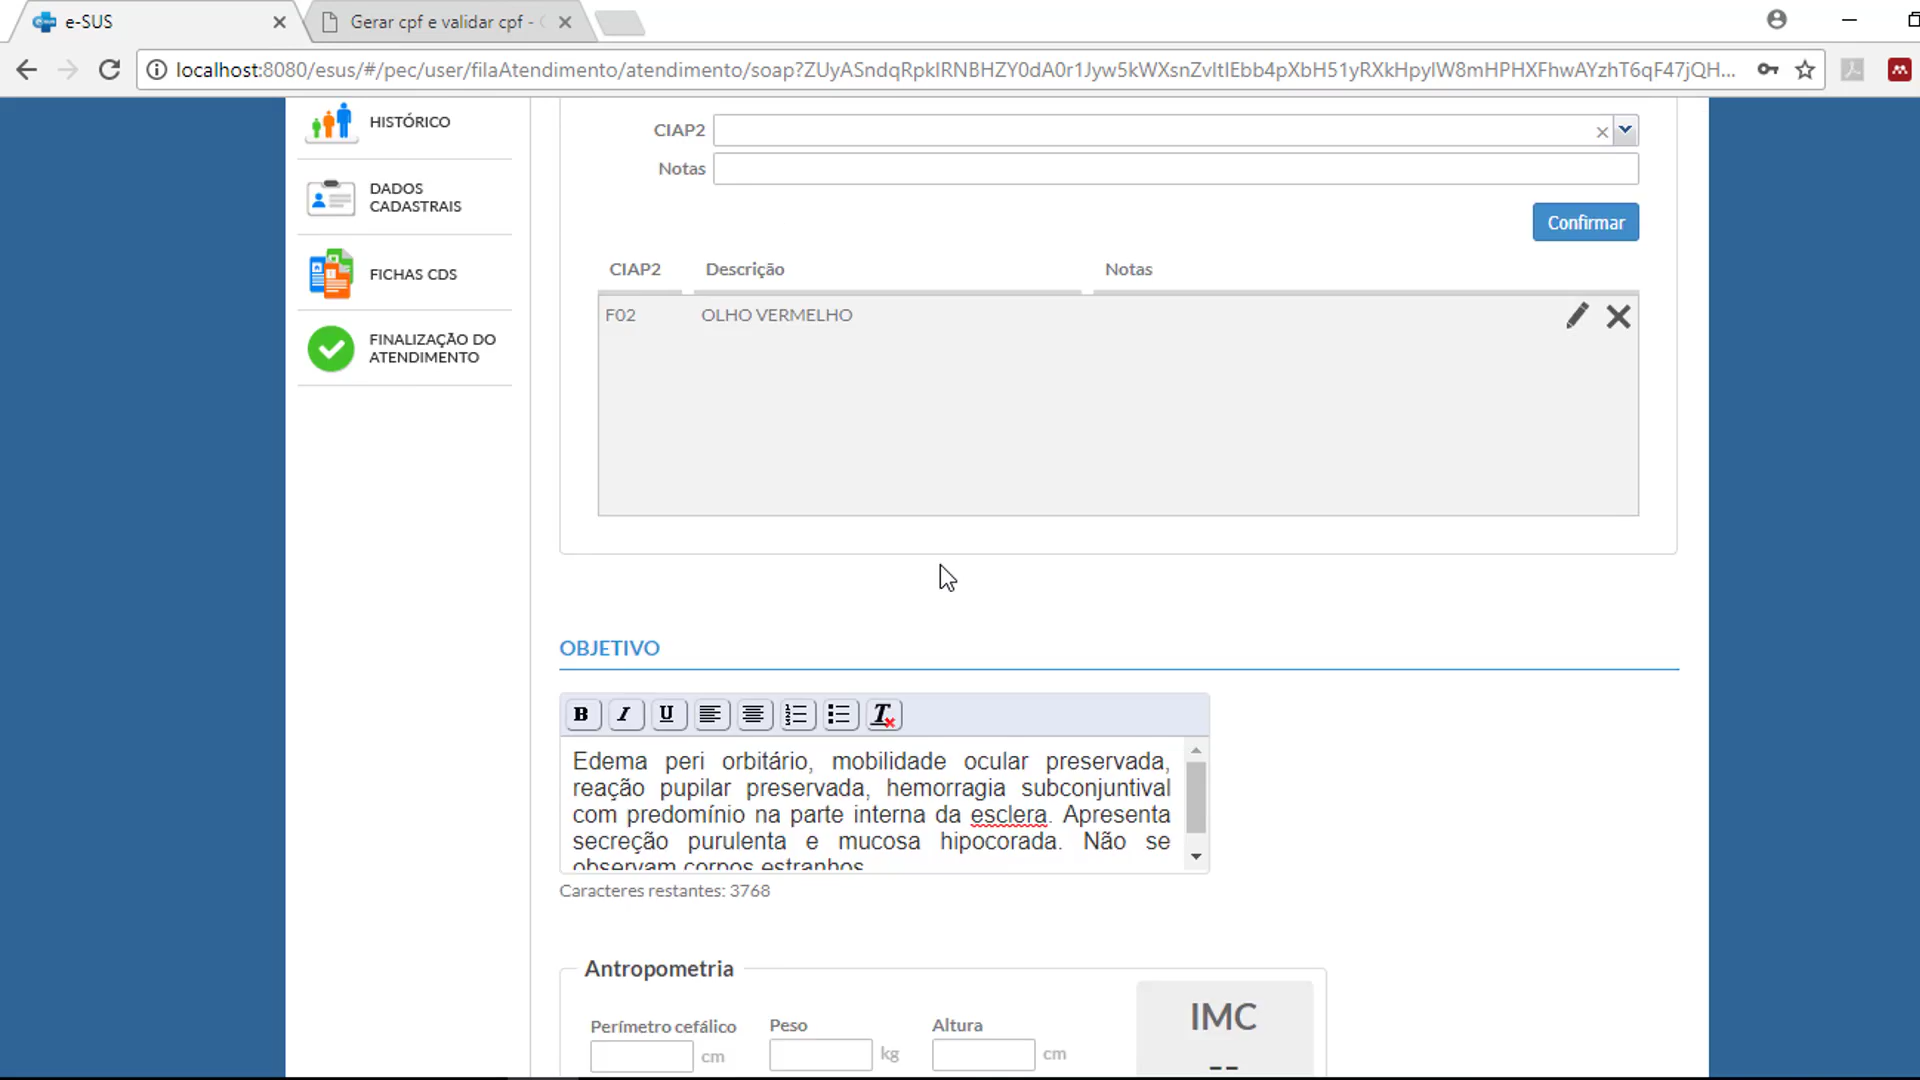 e-SUS
Gerar cpf e validar cpf -
localhost:8080/esus/#/pec/user/filaAtendimento/atendimento/soap?ZUyASndqRpklRNBHZY0dA0r1Jyw5kWXsnZvltlEbb4pXbH51yRXkHpylW8mHPHXFhwAYzhT6qF47jQH...
HISTÓRICO
DADOS
CADASTRAIS
FICHAS CDS
FINALIZAÇÃO DO
ATENDIMENTO
CIAP2
Notas
Confirmar
CIAP2 Descrição Notas
F02 OLHO VERMELHO
OBJETIVO
B I U
Edema peri orbitário, mobilidade ocular preservada,
reação pupilar preservada, hemorragia subconjuntival
com predomínio na parte interna da esclera. Apresenta
secreção purulenta e mucosa hipocorada. Não se
observam corpos estranhos
Caracteres restantes: 3768
Antropometria
Perímetro cefálico Peso Altura
cm kg cm
IMC
--